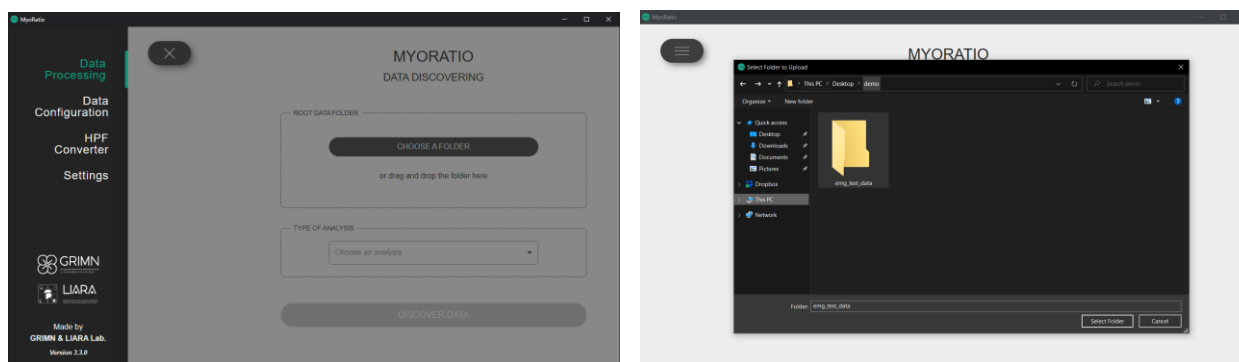 MyoRatio
Data
Processing
Data
Configuration
HPF
Converter
Settings
GRIMN
LIARA
Made by
GRIMN & LIARA Lab.
Version 3.3.0
MYORATIO
DATA DISCOVERING
ROOT DATA FOLDER
CHOOSE A FOLDER
or drag and drop the folder here
TYPE OF ANALYSIS
Choose an analysis
DISCOVER DATA
MyoRatio
MYORATIO
Select Folder to Upload
This PC > Desktop > demo
Search demo
Organize
New folder
Quick access
Desktop
Downloads
Documents
Pictures
Dropbox
This PC
Network
emg_test_data
Folder: emg_test_data
Select Folder
Cancel